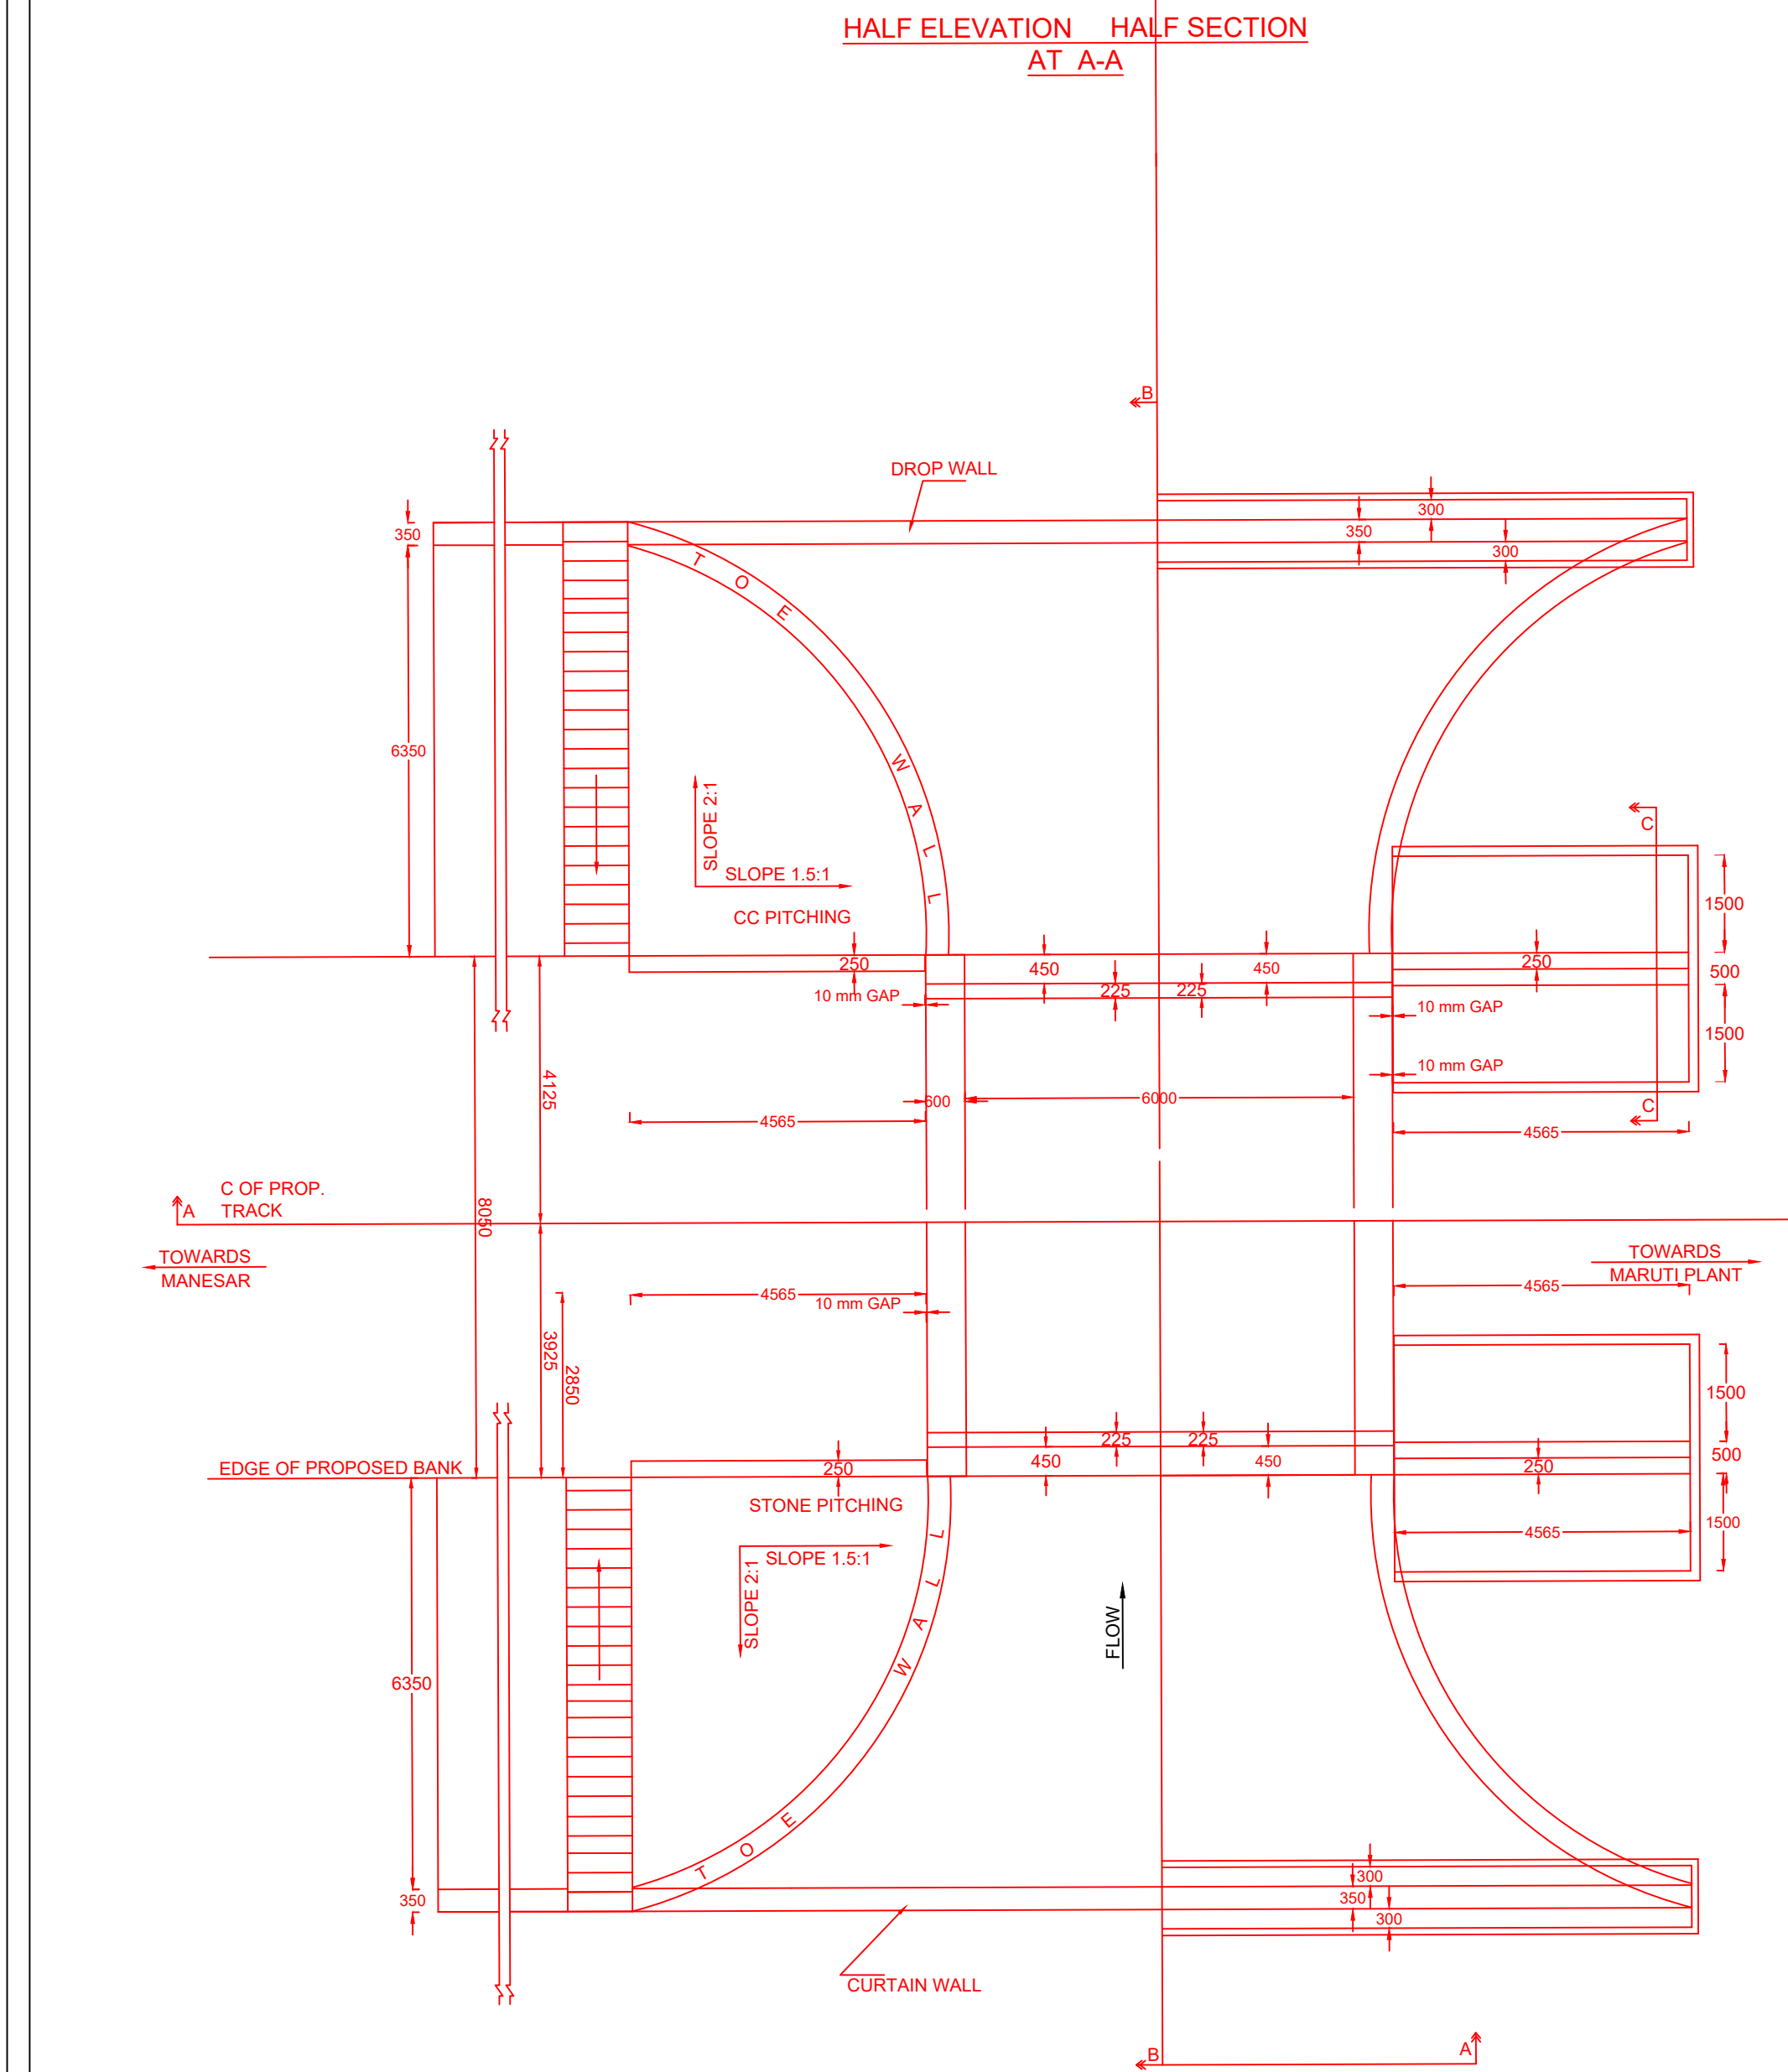 HALF ELEVATION HALF SECTION
AT A-A
B
DROP WALL
350
300
350
300
TOE WALL
6350
SLOPE 2:1
SLOPE 1.5:1
CC PITCHING
C
1500
250
450
450
250
500
225
225
10 mm GAP
10 mm GAP
1500
10 mm GAP
4125
600
6000
C
4565
4565
C OF PROP.
TRACK
A
8050
TOWARDS
MANESAR
TOWARDS
MARUTI PLANT
4565
4565
10 mm GAP
3925
2850
1500
225
225
450
450
500
EDGE OF PROPOSED BANK
250
250
STONE PITCHING
1500
4565
SLOPE 1.5:1
SLOPE 2:1
FLOW
6350
TOE WALL
300
350
350
300
CURTAIN WALL
A
B